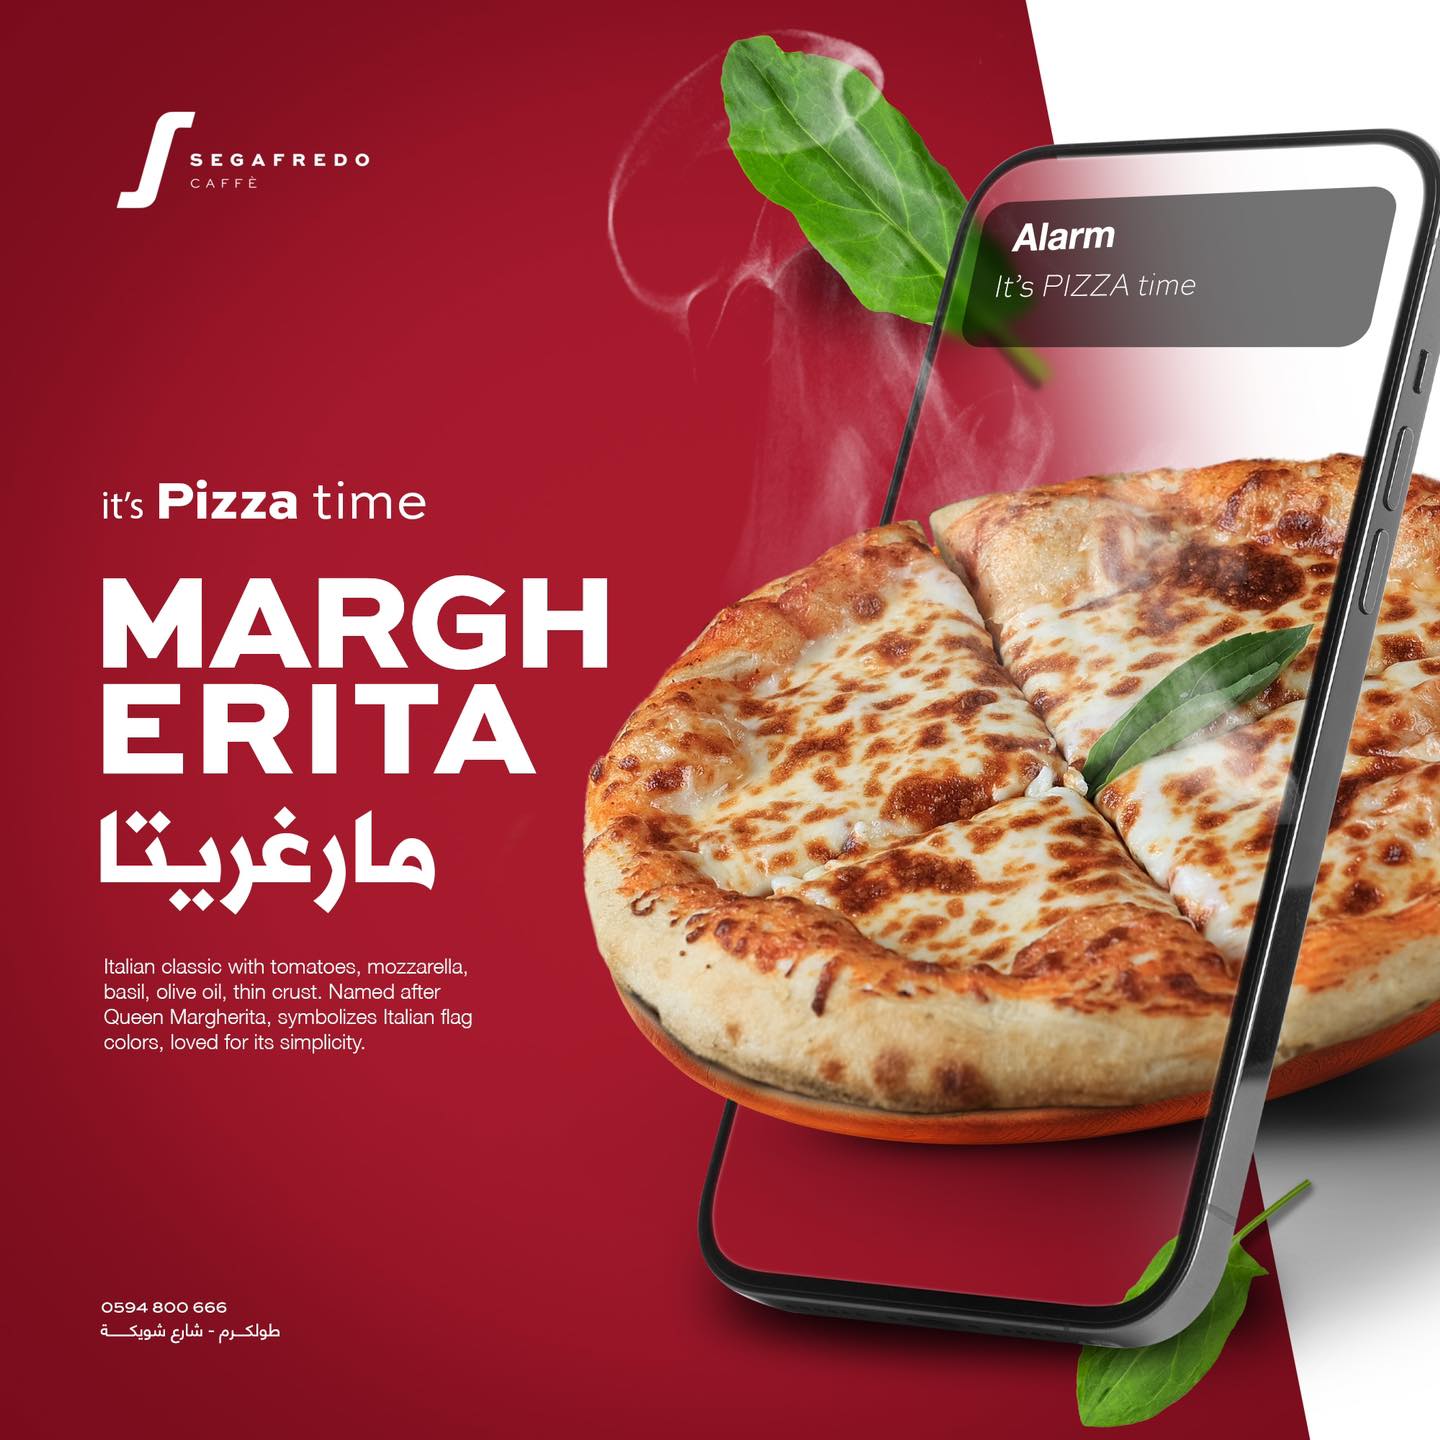 SEGAFREDO
CAFFÈ
Alarm
It's PIZZA time
it's Pizza time
MARGH
ERITA
مارغريتا
Italian classic with tomatoes, mozzarella,
basil, olive oil, thin crust. Named after
Queen Margherita, symbolizes Italian flag
colors, loved for its simplicity.
0594 800 666
طولكـرم - شارع شويكـــة